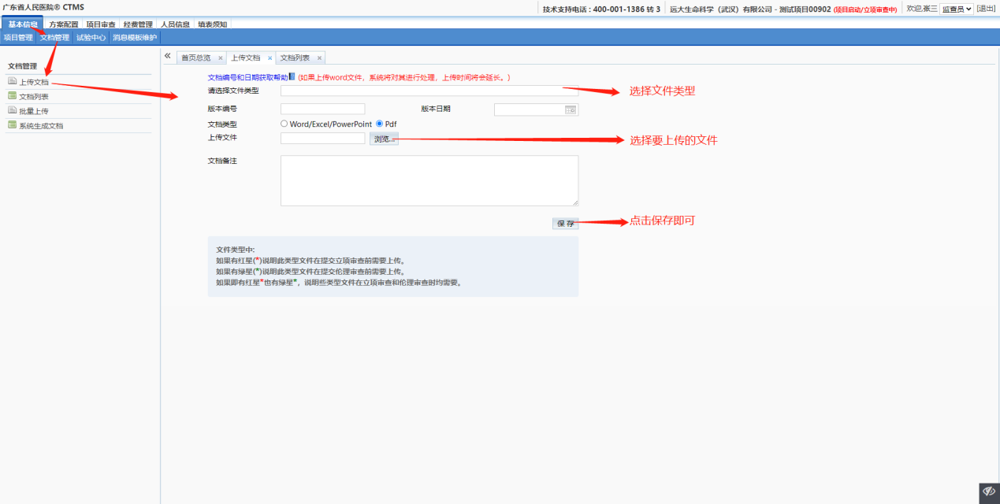 广东省人民医院® CTMS
技术支持电话：400-001-1386 转 3 远大生命科学（武汉）有限公司 - 测试项目00902 (项目启动/立项审查中) 欢迎,张三 监查员 [退出]
基本信息 方案配置 项目审查 经费管理 人员信息 填表须知
项目管理 文档管理 试验中心 消息模板维护
文档管理
上传文档
文档列表
批量上传
系统生成文档
首页总览 × 上传文档 × 文档列表 ×
文档编号和日期获取帮助 (如果上传word文件，系统将对其进行处理，上传时间将会延长。)
请选择文件类型
选择文件类型
版本编号 版本日期
文档类型 Word/Excel/PowerPoint Pdf
上传文件 浏览...
选择要上传的文件
文档备注
保 存
点击保存即可
文件类型中:
如果有红星(*)说明此类型文件在提交立项审查前需要上传。
如果有绿星(*)说明此类型文件在提交伦理审查前需要上传。
如果即有红星*也有绿星*，说明些类型文件在立项审查和伦理审查时均需要。